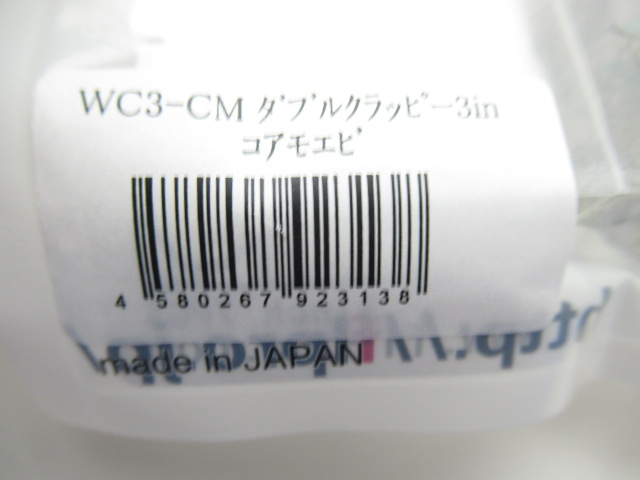 WC3-CM ダブルクラッピー3in
コアモエビ
4 580267 923138
made in JAPAN